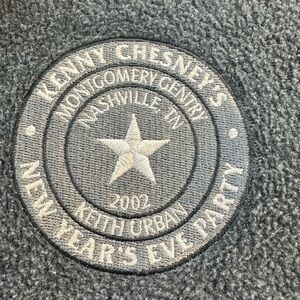 KENNY CHESNEY'S
MONTGOMERY GENTRY
NASHVILLE, TN
2002
KEITH URBAN
NEW YEAR'S EVE PARTY